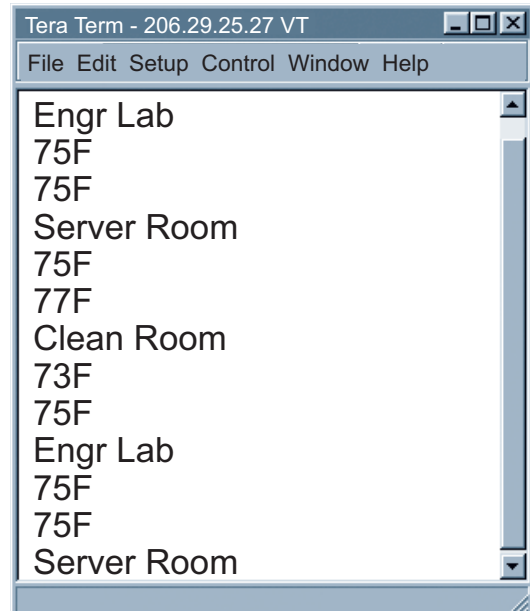 Tera Term - 206.29.25.27 VT
File Edit Setup Control Window Help
Engr Lab
75F
75F
Server Room
75F
77F
Clean Room
73F
75F
Engr Lab
75F
75F
Server Room